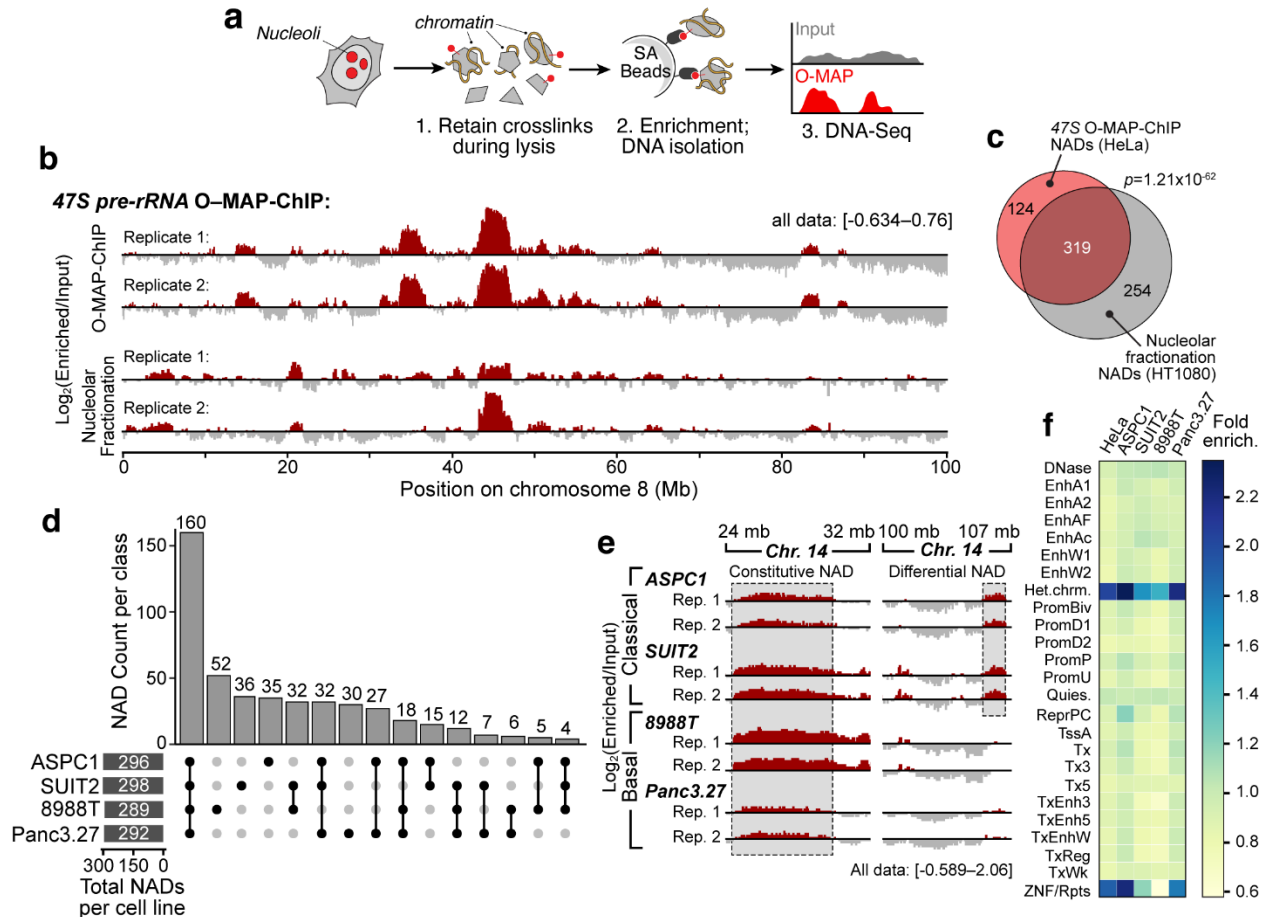 a
Nucleoli
chromatin
SA
Beads
Input
O-MAP
1. Retain crosslinks
during lysis
2. Enrichment;
DNA isolation
3. DNA-Seq
b
47S pre-rRNA O–MAP-ChIP:
all data: [-0.634–0.76]
Log₂(Enriched/Input)
O-MAP-ChIP
Replicate 1:
Replicate 2:
Nucleolar
Fractionation
Replicate 1:
Replicate 2:
0 20 40 60 80 100
Position on chromosome 8 (Mb)
c
47S O-MAP-ChIP
NADs (HeLa)
p=1.21x10⁻⁶²
124
319
254
Nucleolar
fractionation
NADs (HT1080)
d
NAD Count per class
150
100
50
0
160 52 36 35 32 32 30 27 18 15 12 7 6 5 4
ASPC1 296
SUIT2 298
8988T 289
Panc3.27 292
300 150 0
Total NADs
per cell line
e
24 mb 32 mb 100 mb 107 mb
Chr. 14 Chr. 14
Constitutive NAD Differential NAD
Log₂(Enriched/Input)
Classical
ASPC1
Rep. 1
Rep. 2
SUIT2
Rep. 1
Rep. 2
Basal
8988T
Rep. 1
Rep. 2
Panc3.27
Rep. 1
Rep. 2
All data: [-0.589–2.06]
f
HeLa ASPC1 SUIT2 8988T Panc3.27
Fold
enrich.
DNase
EnhA1
EnhA2
EnhAF
EnhAc
EnhW1
EnhW2
Het.chrm.
PromBiv
PromD1
PromD2
PromP
PromU
Quies.
ReprPC
TssA
Tx
Tx3
Tx5
TxEnh3
TxEnh5
TxEnhW
TxReg
TxWk
ZNF/Rpts
2.2
2.0
1.8
1.6
1.4
1.2
1.0
0.8
0.6